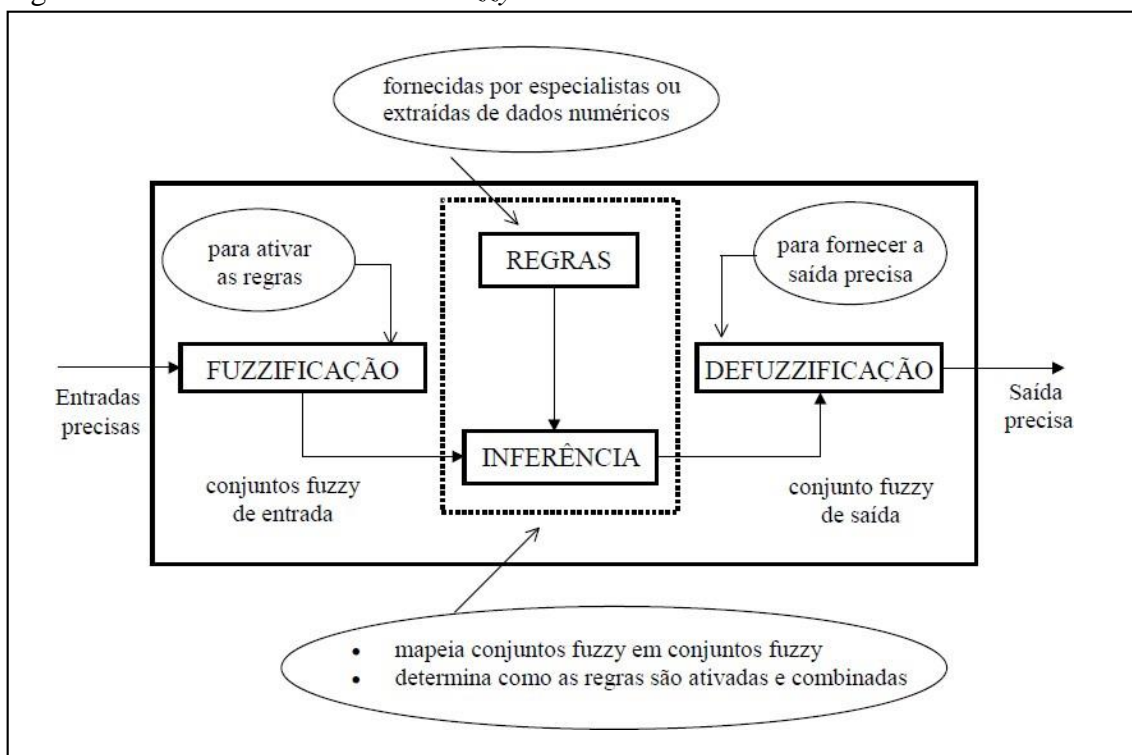 fornecidas por especialistas ou
extraídas de dados numéricos
para ativar
as regras
REGRAS
para fornecer a
saída precisa
FUZZIFICAÇÃO
DEFUZZIFICAÇÃO
Entradas
precisas
Saída
precisa
INFERÊNCIA
conjuntos fuzzy
de entrada
conjunto fuzzy
de saída
• mapeia conjuntos fuzzy em conjuntos fuzzy
• determina como as regras são ativadas e combinadas